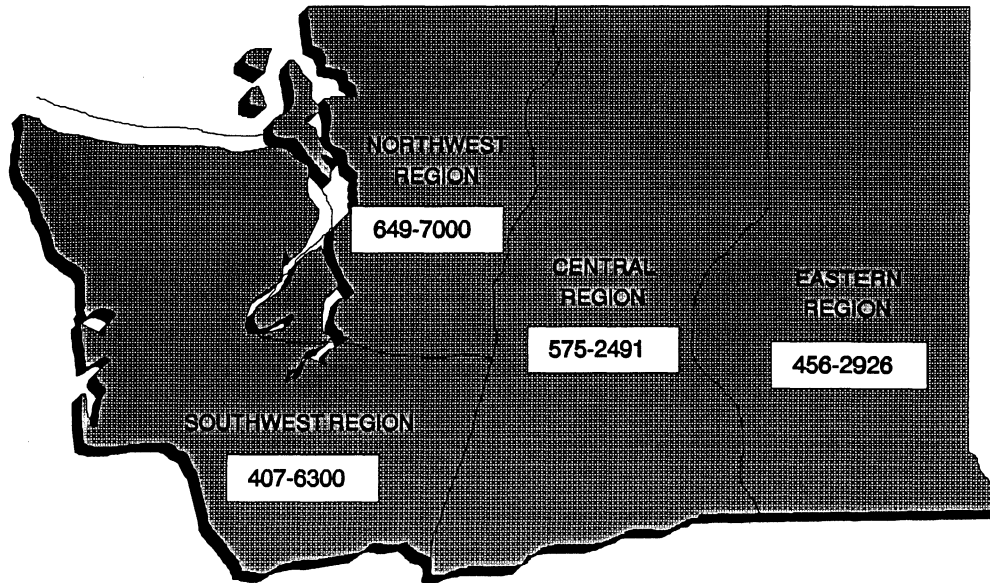 NORTHWEST
REGION
649-7000
CENTRAL
REGION
575-2491
EASTERN
REGION
456-2926
SOUTHWEST REGION
407-6300